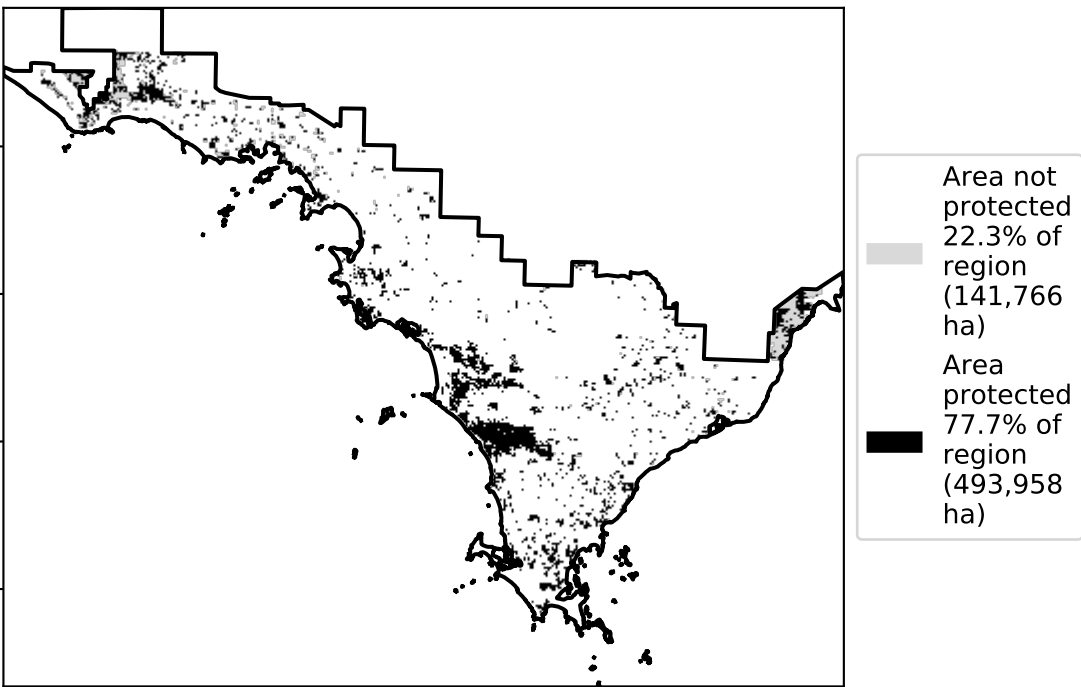 Area not
protected
22.3% of
region
(141,766
ha)
Area
protected
77.7% of
region
(493,958
ha)